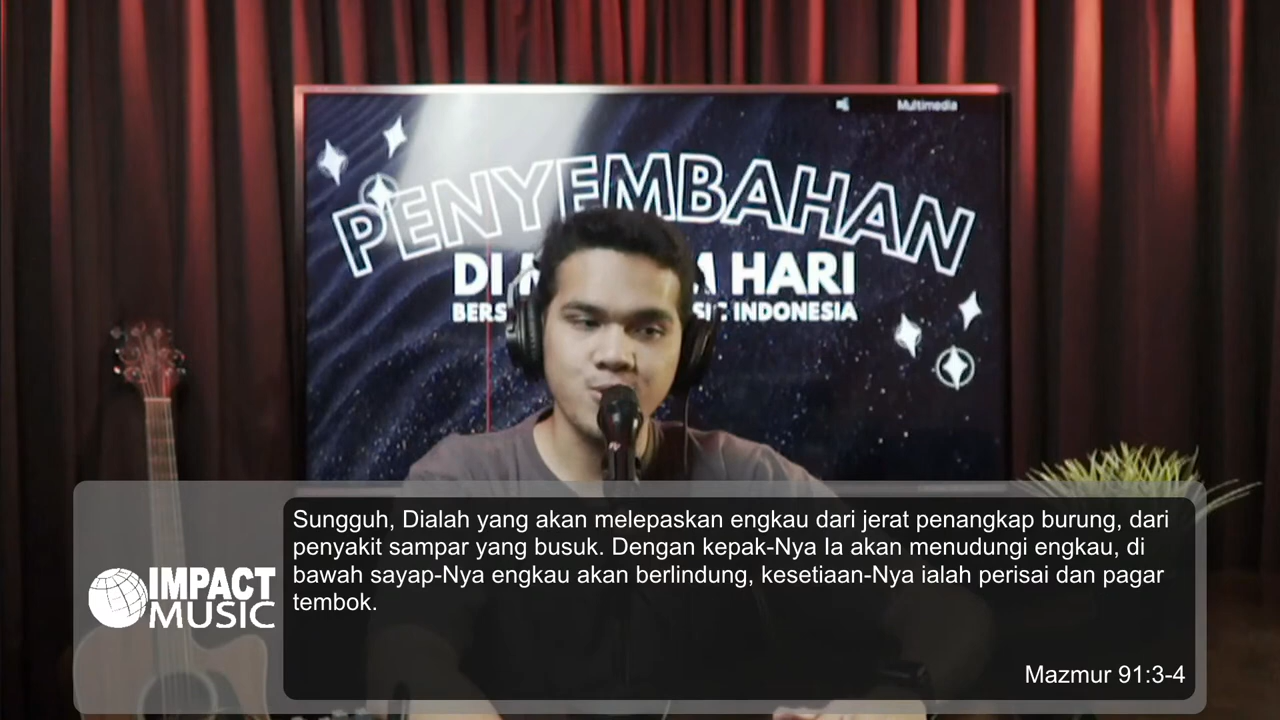 Multimedia
PENYEMBAHAN
DI HARI
INDONESIA
Sungguh, Dialah yang akan melepaskan engkau dari jerat penangkap burung, dari
penyakit sampar yang busuk. Dengan kepak-Nya Ia akan menudungi engkau, di
bawah sayap-Nya engkau akan berlindung, kesetiaan-Nya ialah perisai dan pagar
tembok.
Mazmur 91:3-4
IMPACT
MUSIC